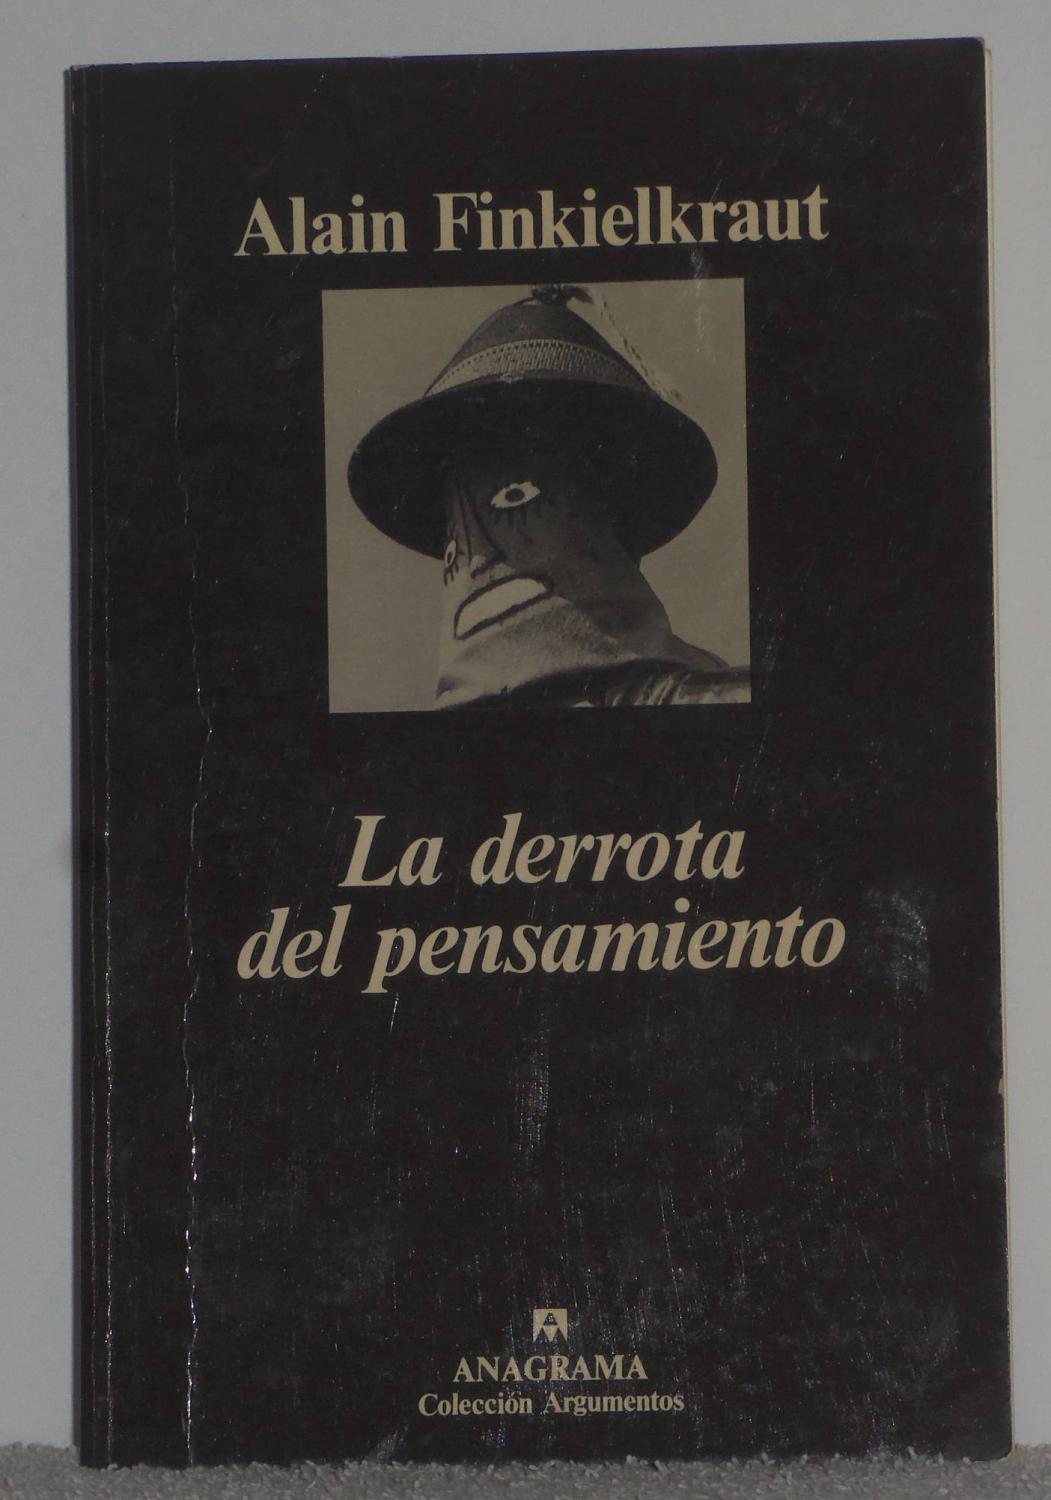 Alain Finkielkraut
La derrota
del pensamiento
ANAGRAMA
Colección Argumentos